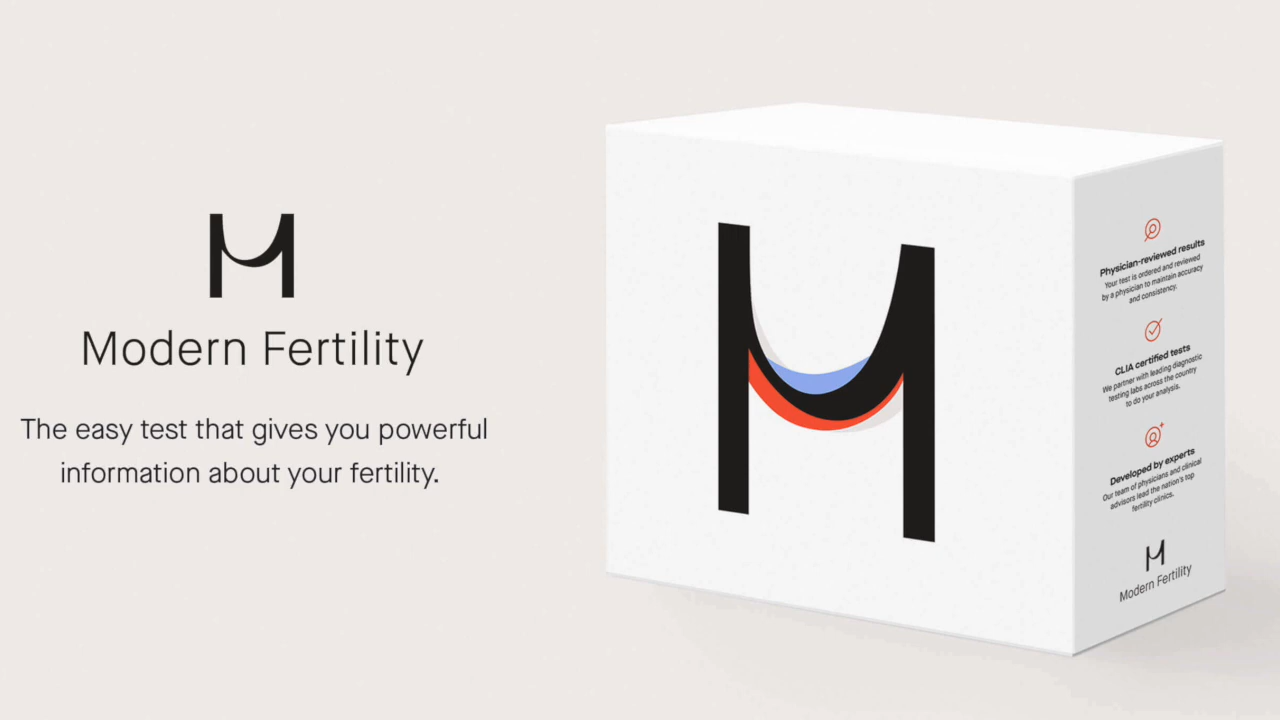 M
Modern Fertility
The easy test that gives you powerful
information about your fertility.
M
Physician-reviewed results
Your test is ordered and reviewed
by a physician to maintain accuracy
and consistency.
CLIA certified tests
We partner with leading diagnostic
testing labs across the country
to do your analysis.
Developed by experts
Our team of physicians and clinical
advisors lead the nation's top
fertility clinics.
M
Modern Fertility